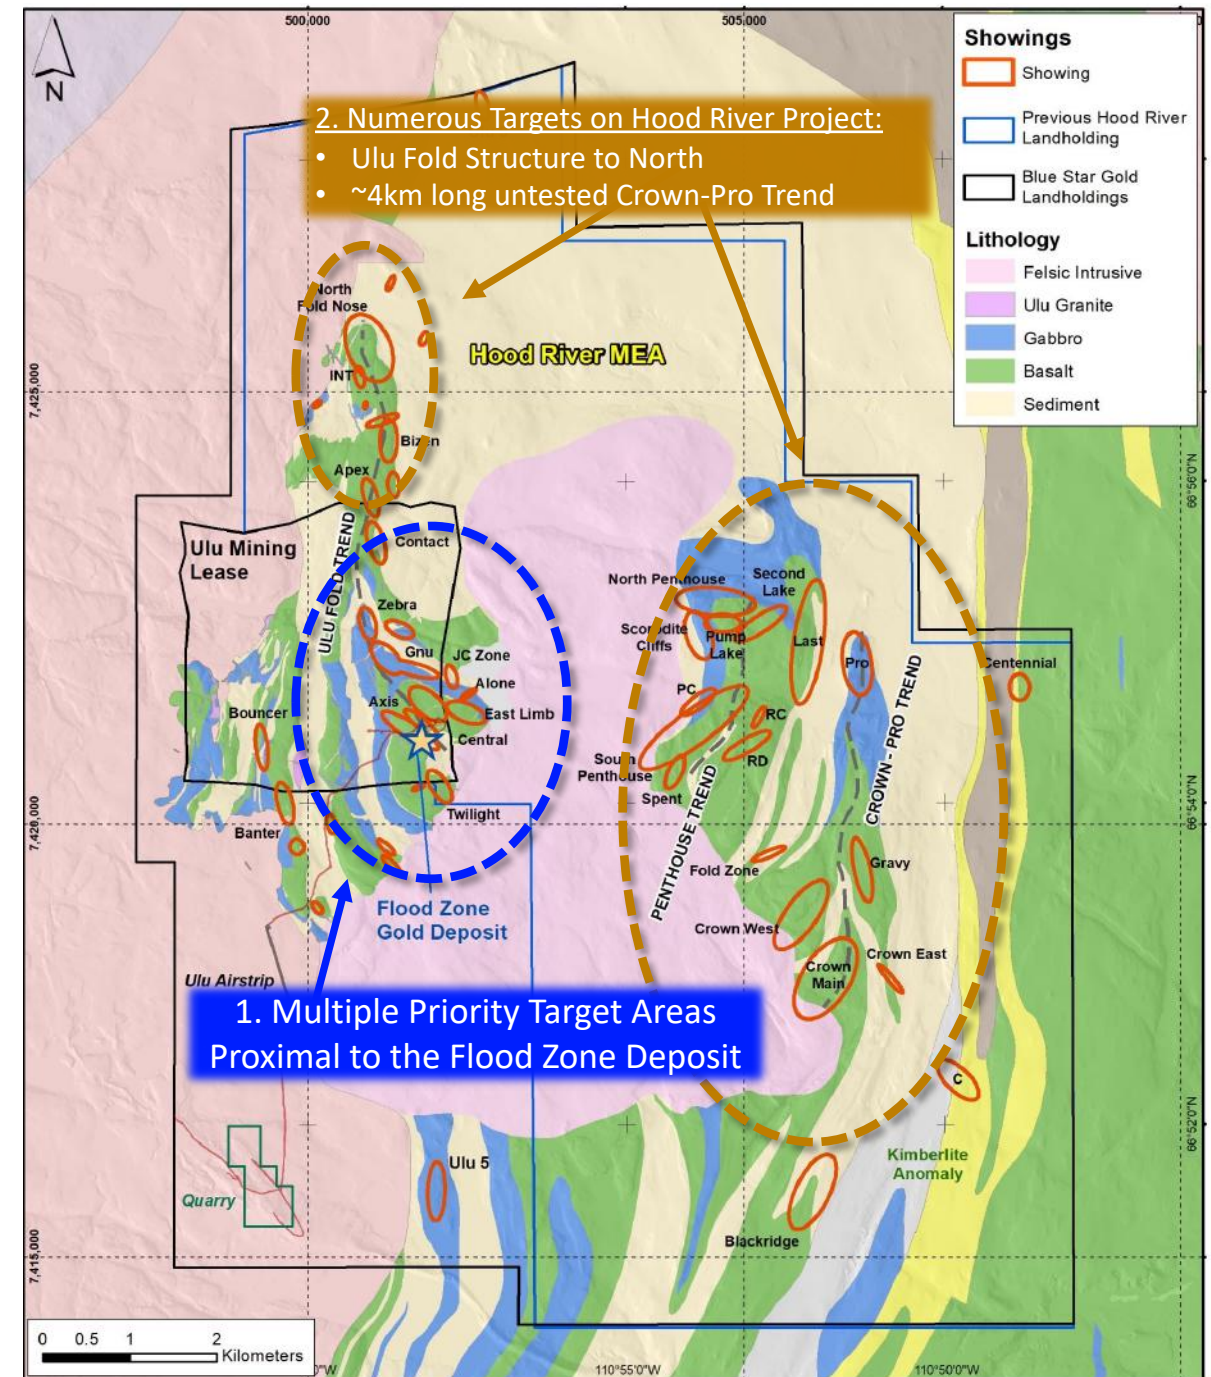 500,000
505,000
N
2. Numerous Targets on Hood River Project:
• Ulu Fold Structure to North
• ~4km long untested Crown-Pro Trend
Showings
Showing
Previous Hood River
Landholding
Blue Star Gold
Landholdings
Lithology
Felsic Intrusive
Ulu Granite
Gabbro
Basalt
Sediment
North
Fold Nose
INT
Hood River MEA
7,425,000
Bizen
Apex
66°56'0"N
Ulu Mining
Lease
Contact
ULU FOLD TREND
Zebra
Gnu
JC Zone
Alone
Axis
East Limb
Bouncer
Central
Banter
Twilight
North Penthouse
Second
Lake
Scorodite
Cliffs
Pump
Lake
Last
Pro
Centennial
PC
RC
RD
South
Penthouse
Spent
PENTHOUSE TREND
CROWN - PRO TREND
66°54'0"N
7,420,000
Fold Zone
Gravy
Crown West
Crown East
Crown
Main
Flood Zone
Gold Deposit
Ulu Airstrip
1. Multiple Priority Target Areas
Proximal to the Flood Zone Deposit
C
Kimberlite
Anomaly
66°52'0"N
Ulu 5
Quarry
Blackridge
7,415,000
0 0.5 1 2
Kilometers
0"W
110°55'0"W
110°50'0"W